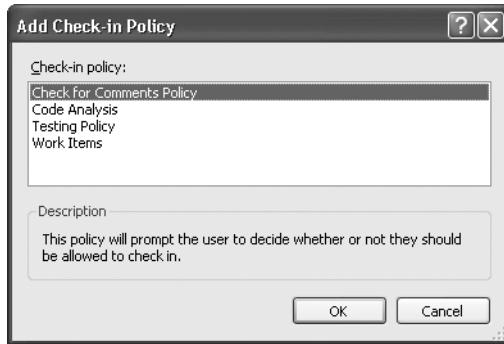 Add Check-in Policy
Check-in policy:
Check for Comments Policy
Code Analysis
Testing Policy
Work Items
Description
This policy will prompt the user to decide whether or not they should
be allowed to check in.
OK Cancel